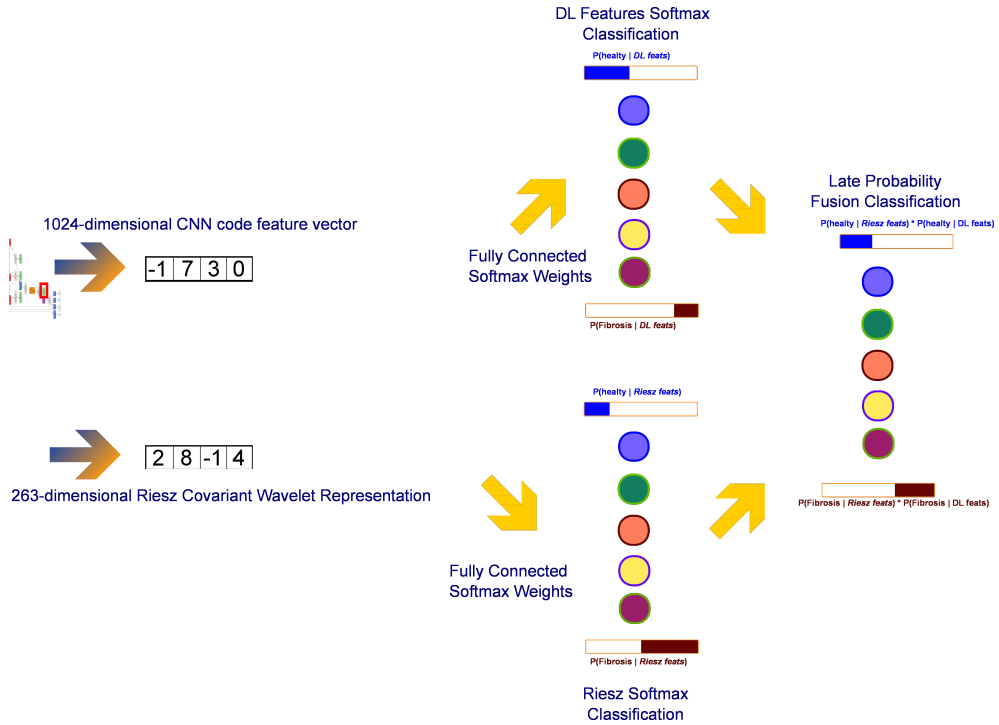 DL Features Softmax
Classification
P(healty | DL feats)
1024-dimensional CNN code feature vector
-1 7 3 0
Fully Connected
Softmax Weights
P(Fibrosis | DL feats)
Late Probability
Fusion Classification
P(healty | Riesz feats) * P(healty | DL feats)
P(healty | Riesz feats)
2 8 -1 4
263-dimensional Riesz Covariant Wavelet Representation
Fully Connected
Softmax Weights
P(Fibrosis | Riesz feats) * P(Fibrosis | DL feats)
P(Fibrosis | Riesz feats)
Riesz Softmax
Classification